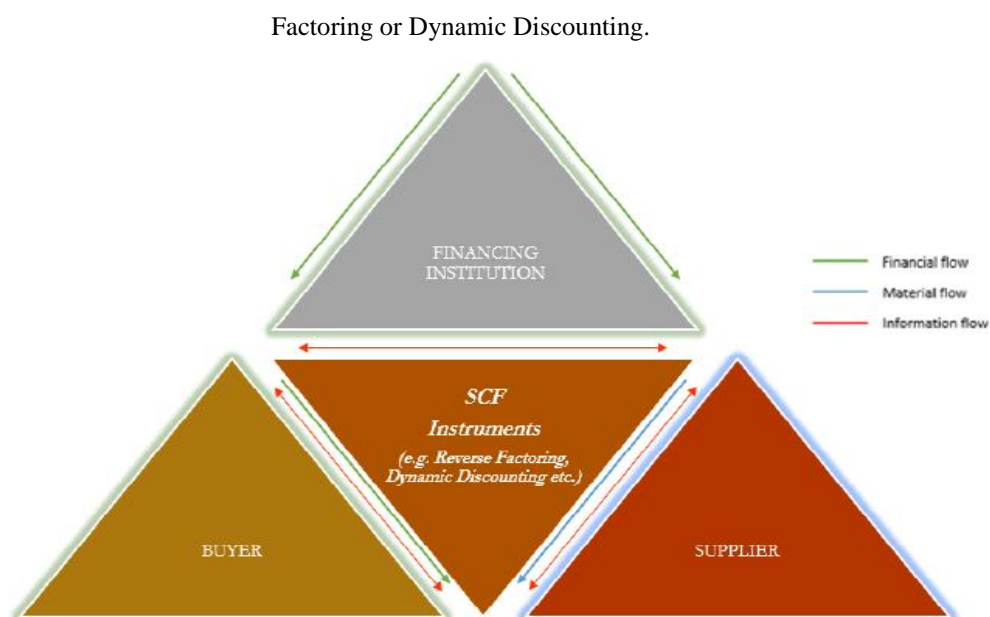 Factoring or Dynamic Discounting.
FINANCING
INSTITUTION
Financial flow
Material flow
Information flow
SCF
Instruments
(e.g. Reverse Factoring,
Dynamic Discounting etc.)
BUYER
SUPPLIER